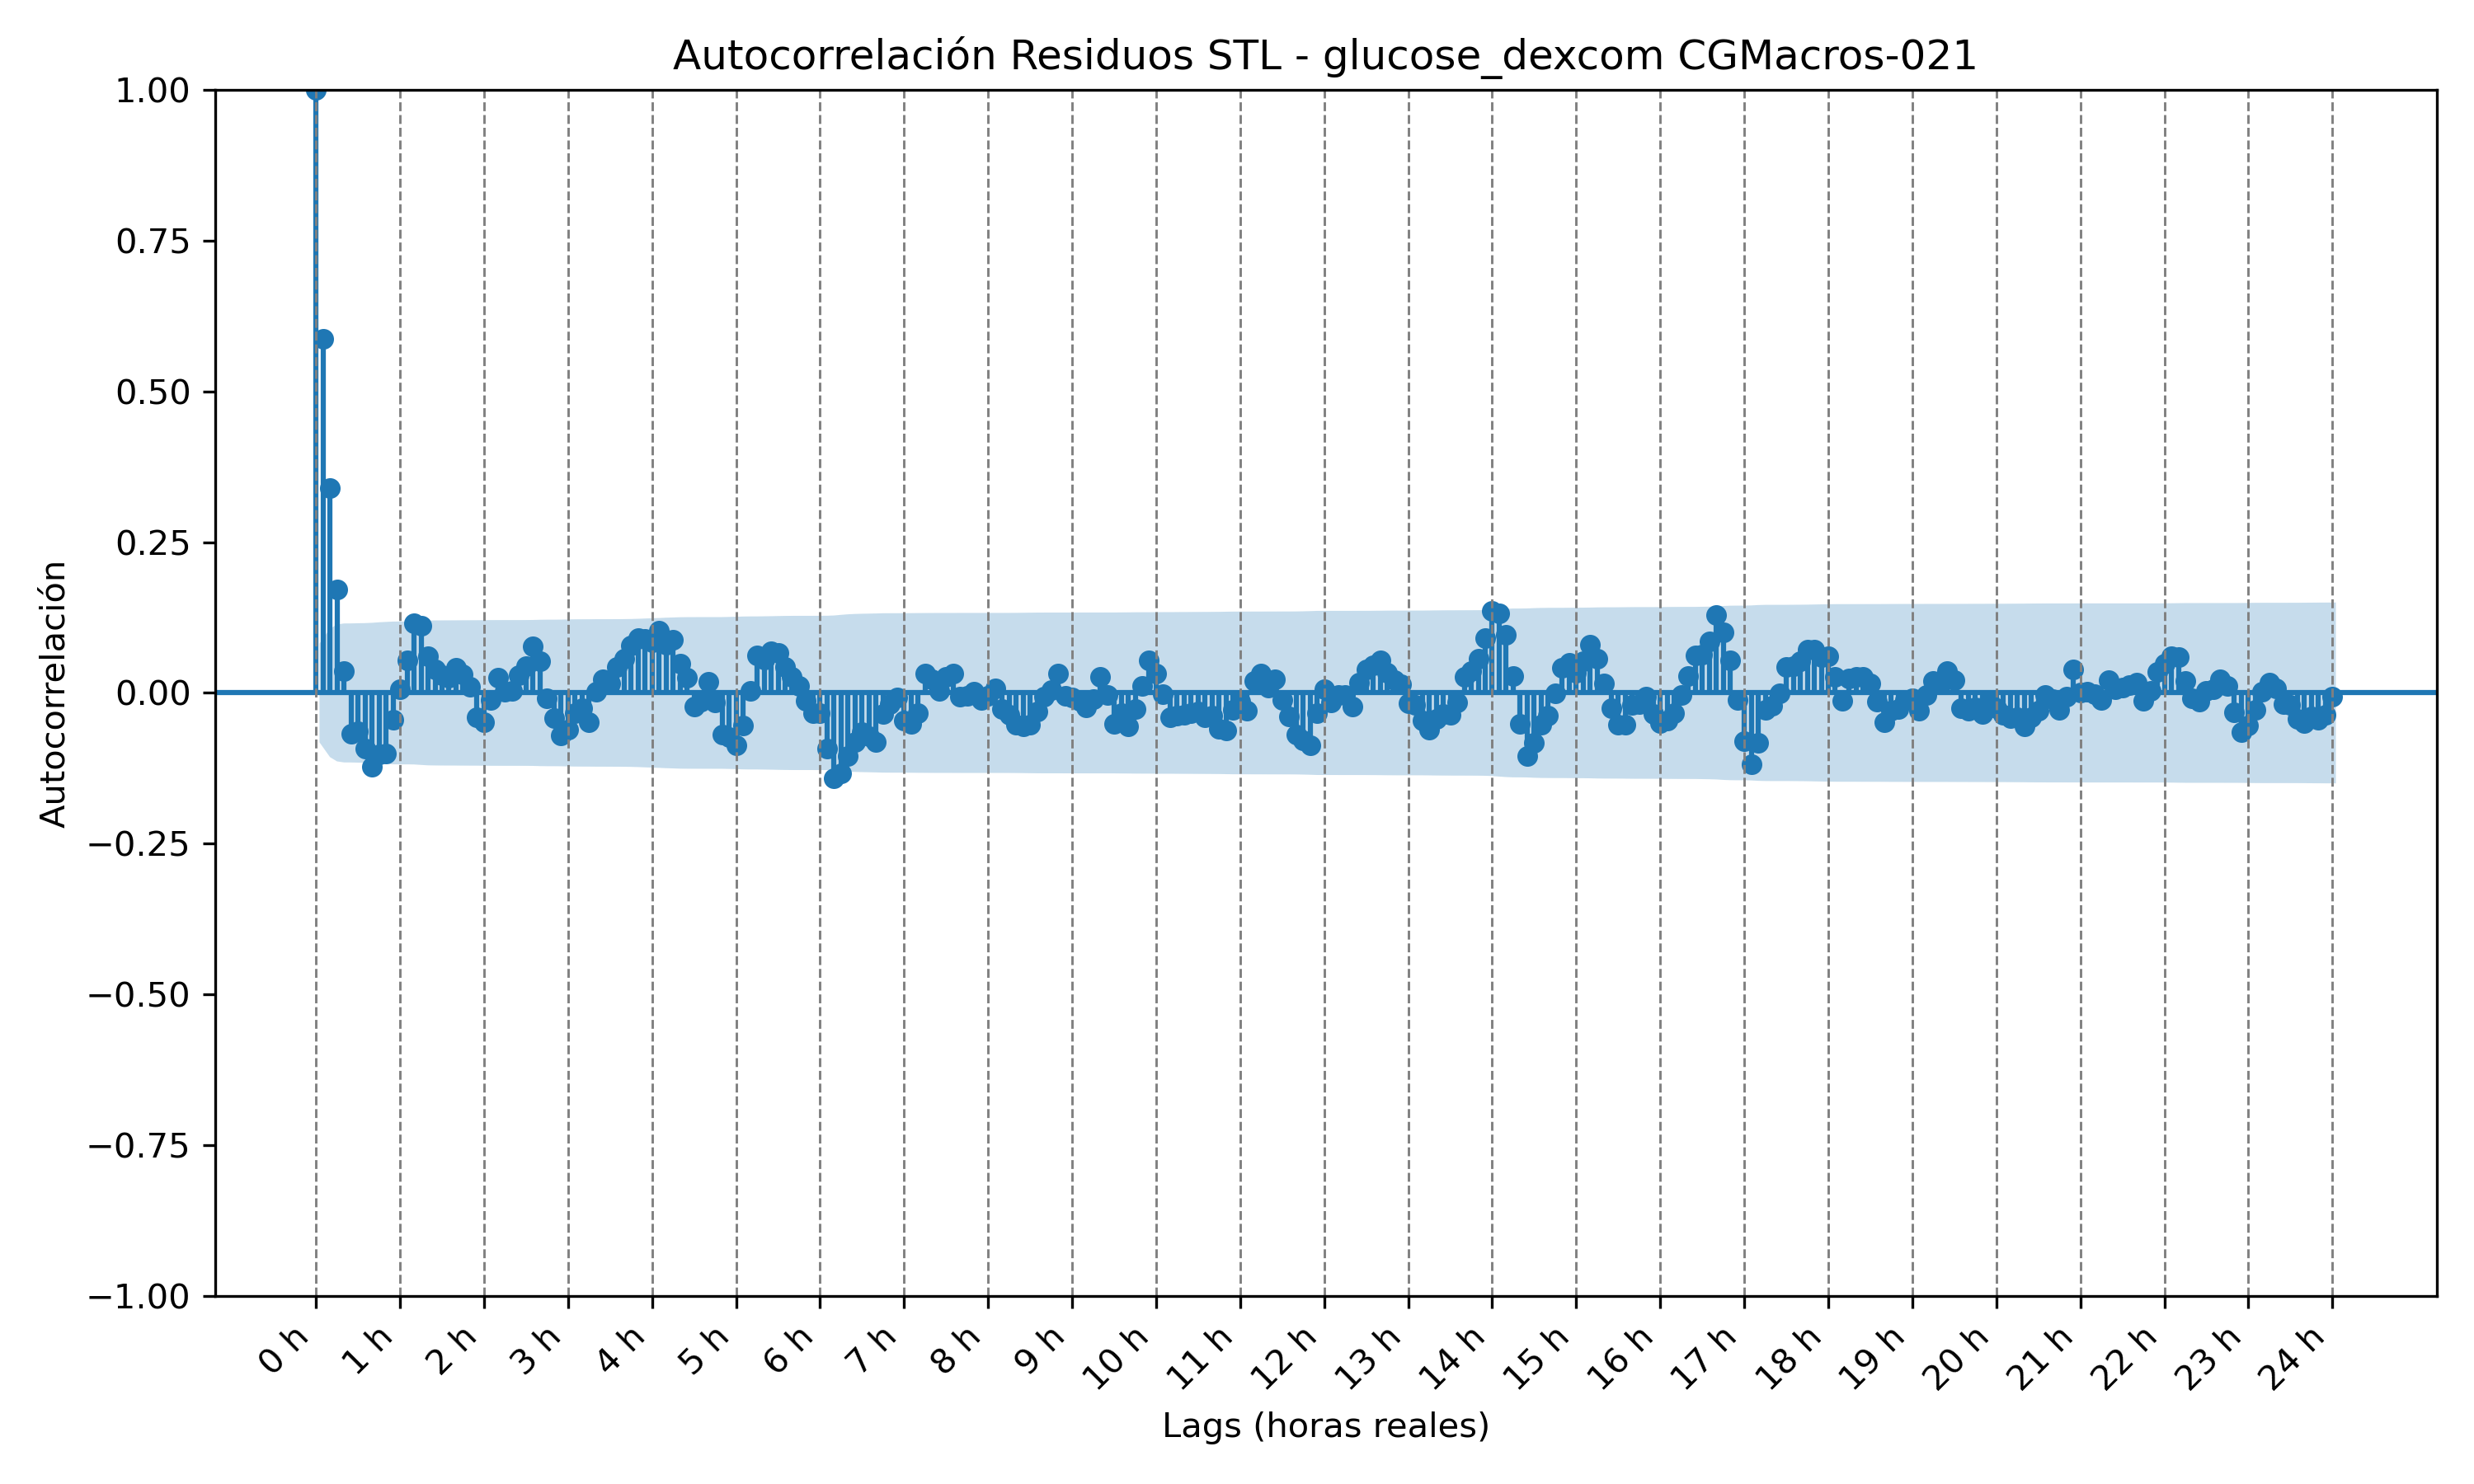 Autocorrelación Residuos STL - glucose_dexcom CGMacros-021
1.00
0.75
0.50
0.25
0.00
−0.25
−0.50
−0.75
−1.00
Autocorrelación
0 h
1 h
2 h
3 h
4 h
5 h
6 h
7 h
8 h
9 h
10 h
11 h
12 h
13 h
14 h
15 h
16 h
17 h
18 h
19 h
20 h
21 h
22 h
23 h
24 h
Lags (horas reales)